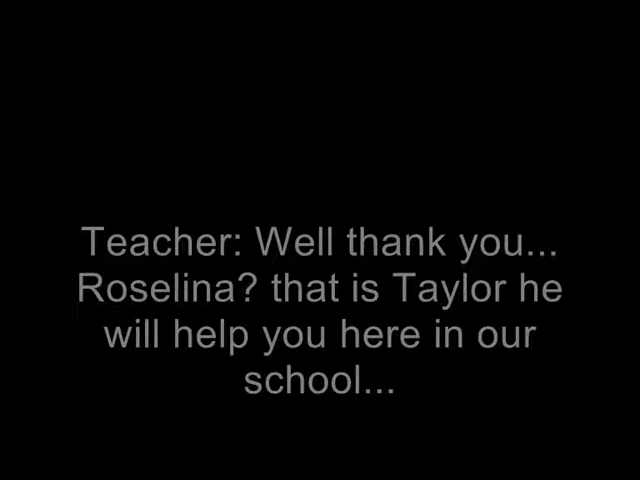 Teacher: Well thank you...
Roselina? that is Taylor he
will help you here in our
school...